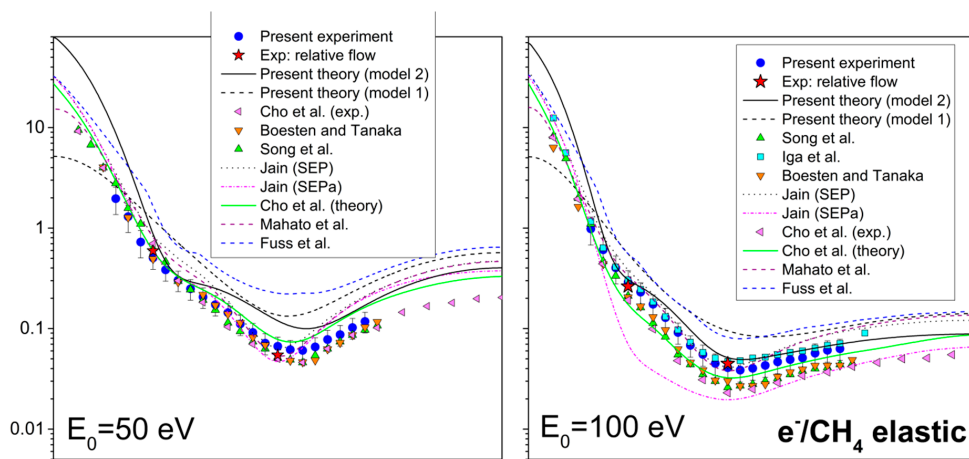 Present experiment
Exp: relative flow
Present theory (model 2)
Present theory (model 1)
Cho et al. (exp.)
Boesten and Tanaka
Song et al.
Jain (SEP)
Jain (SEPa)
Cho et al. (theory)
Mahato et al.
Fuss et al.
10
1
0.1
0.01
E₀=50 eV
Present experiment
Exp: relative flow
Present theory (model 2)
Present theory (model 1)
Song et al.
Iga et al.
Boesten and Tanaka
Jain (SEP)
Jain (SEPa)
Cho et al. (exp.)
Cho et al. (theory)
Mahato et al.
Fuss et al.
E₀=100 eV
e⁻/CH₄ elastic